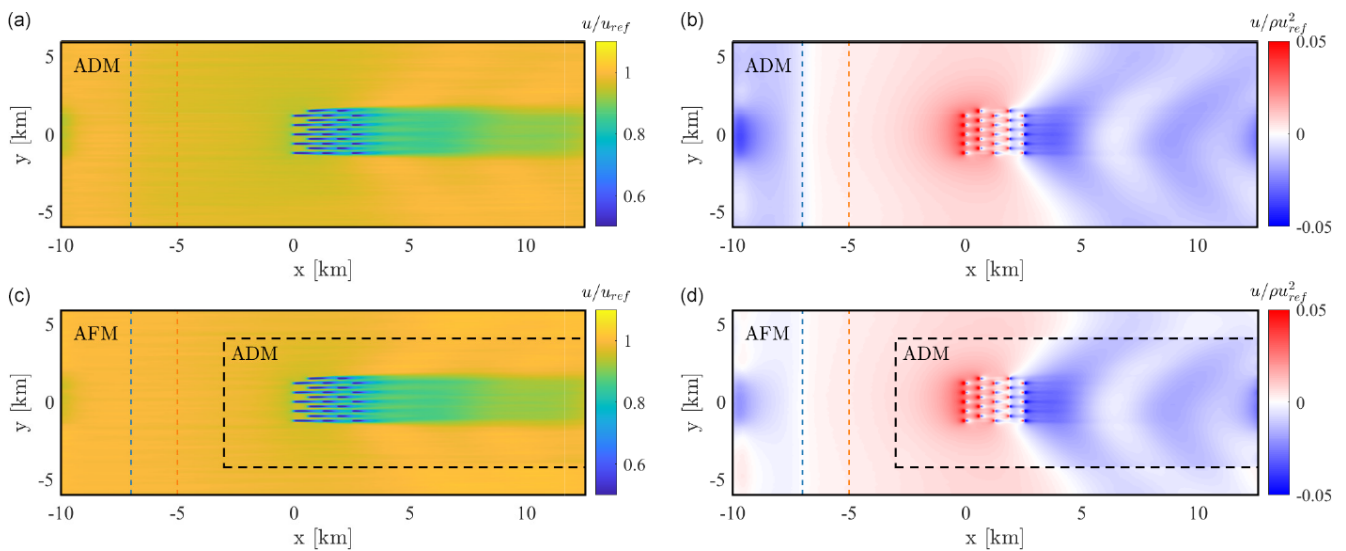 (a)
u/u_ref
ADM
1
0.8
0.6
5
0
-5
y [km]
-10
-5
0
5
10
x [km]
(b)
u/ρu²_ref
ADM
0.05
0
-0.05
5
0
-5
y [km]
-10
-5
0
5
10
x [km]
(c)
u/u_ref
AFM
ADM
1
0.8
0.6
5
0
-5
y [km]
-10
-5
0
5
10
x [km]
(d)
u/ρu²_ref
AFM
ADM
0.05
0
-0.05
5
0
-5
y [km]
-10
-5
0
5
10
x [km]